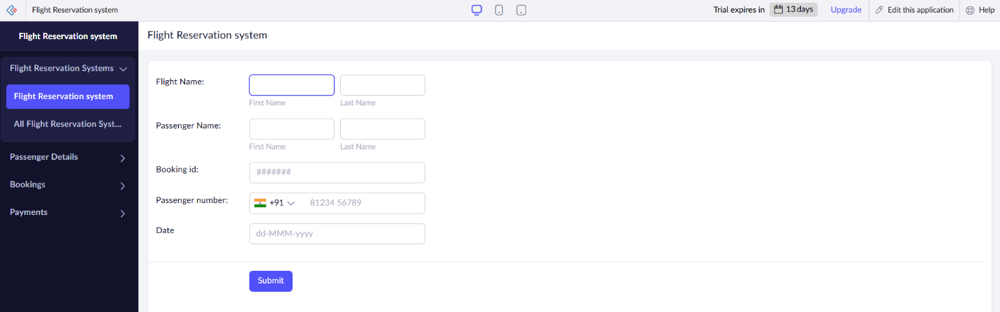 Flight Reservation system
Trial expires in 13 days Upgrade Edit this application Help
Flight Reservation system
Flight Reservation Systems
Flight Reservation system
All Flight Reservation Syst...
Passenger Details
Bookings
Payments
Flight Reservation system
Flight Name:
First Name Last Name
Passenger Name:
First Name Last Name
Booking id: #######
Passenger number: +91 81234 56789
Date dd-MMM-yyyy
Submit